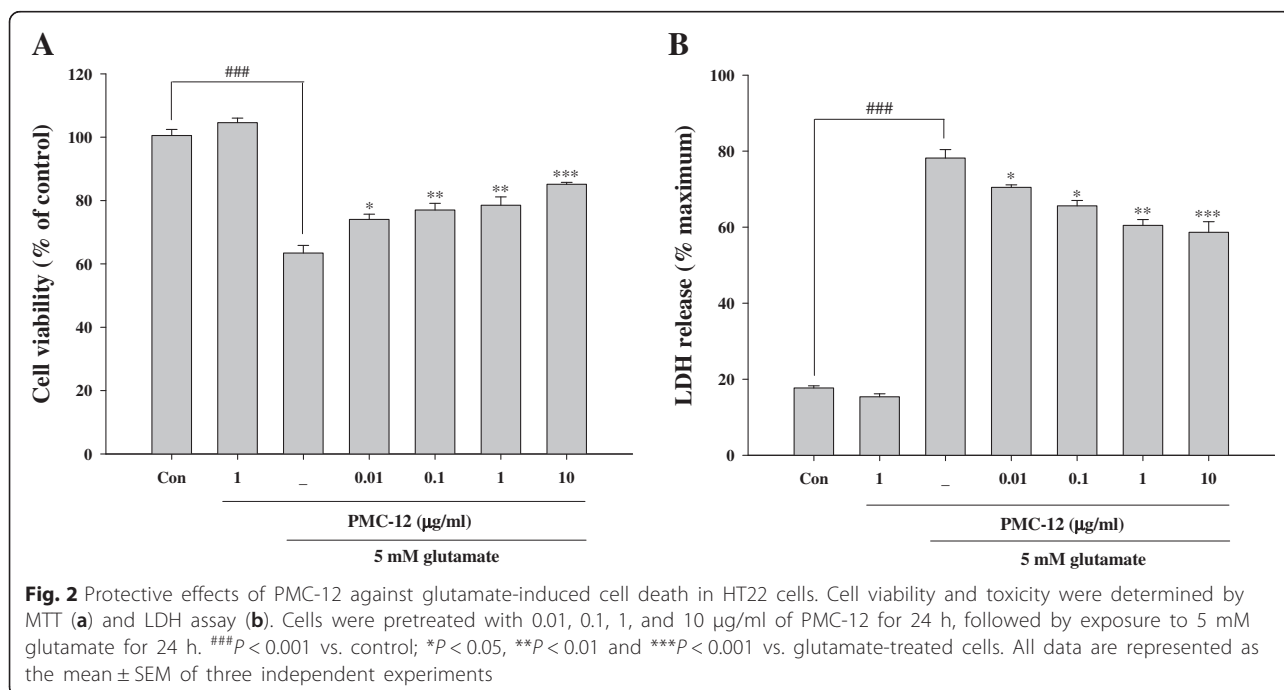 A
###
120
100
80
60
40
20
0
Cell viability (% of control)
*
**
**
***
Con 1 _ 0.01 0.1 1 10
PMC-12 (μg/ml)
5 mM glutamate
B
###
100
80
60
40
20
0
LDH release (% maximum)
*
*
**
***
Con 1 _ 0.01 0.1 1 10
PMC-12 (μg/ml)
5 mM glutamate
Fig. 2 Protective effects of PMC-12 against glutamate-induced cell death in HT22 cells. Cell viability and toxicity were determined by
MTT (a) and LDH assay (b). Cells were pretreated with 0.01, 0.1, 1, and 10 μg/ml of PMC-12 for 24 h, followed by exposure to 5 mM
glutamate for 24 h. ###P < 0.001 vs. control; *P < 0.05, **P < 0.01 and ***P < 0.001 vs. glutamate-treated cells. All data are represented as
the mean ± SEM of three independent experiments